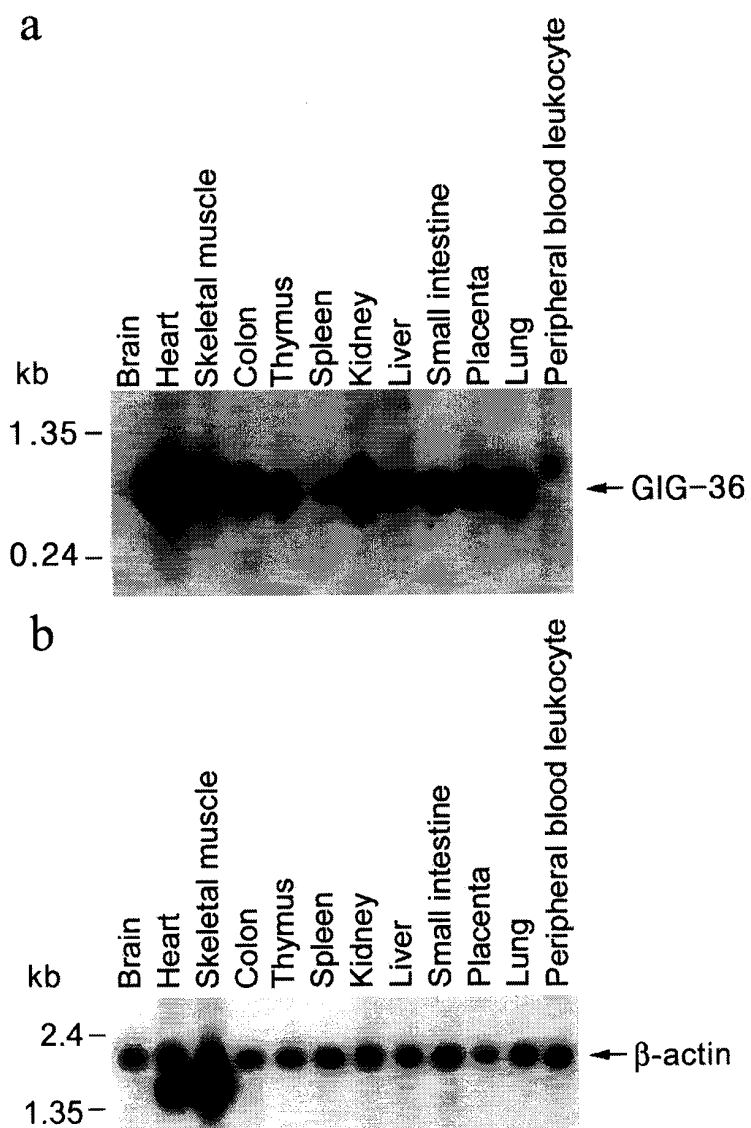 a
Brain
Heart
Skeletal muscle
Colon
Thymus
Spleen
Kidney
Liver
Small intestine
Placenta
Lung
Peripheral blood leukocyte
kb
1.35
GIG-36
0.24
b
Brain
Heart
Skeletal muscle
Colon
Thymus
Spleen
Kidney
Liver
Small intestine
Placenta
Lung
Peripheral blood leukocyte
kb
2.4
β-actin
1.35